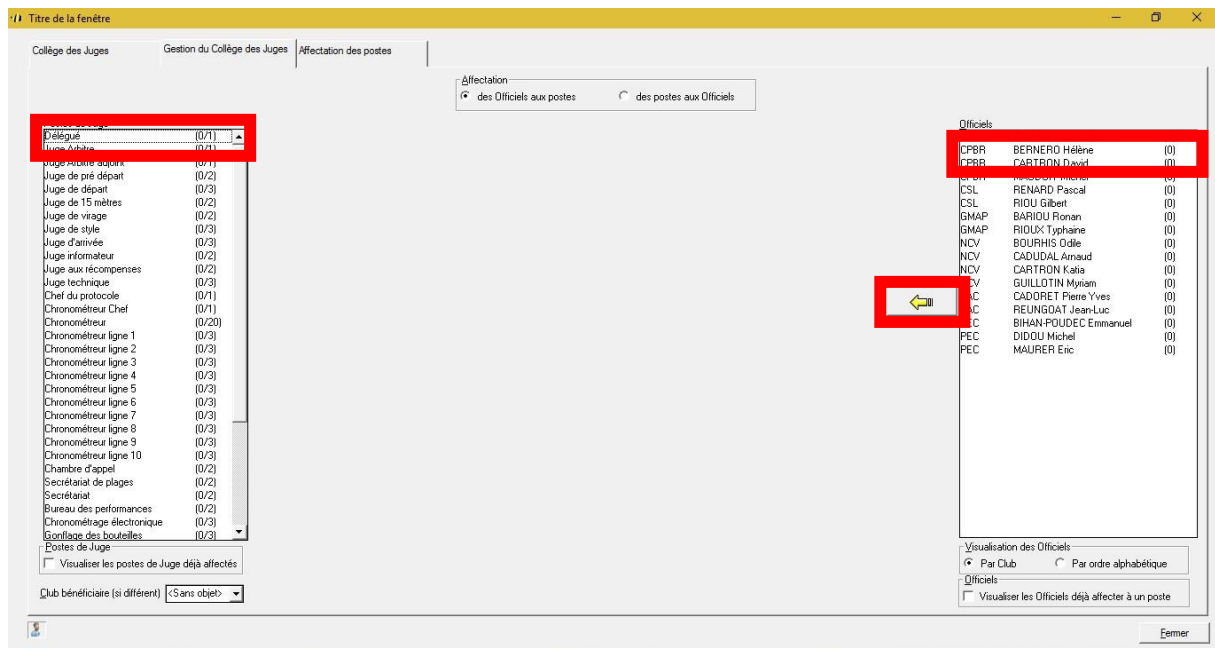 Titre de la fenêtre
Collège des Juges Gestion du Collège des Juges Affectation des postes
Affectation
des Officiels aux postes des postes aux Officiels
Délégué (0/1)
Juge Arbitre (0/1)
Juge Arbitre adjoint (0/1)
Juge de pré départ (0/2)
Juge de départ (0/3)
Juge de 15 mètres (0/2)
Juge de virage (0/2)
Juge de style (0/3)
Juge d'arrivée (0/3)
Juge informateur (0/2)
Juge aux récompenses (0/2)
Juge technique (0/3)
Chef du protocole (0/1)
Chronométreur Chef (0/1)
Chronométreur (0/20)
Chronométreur ligne 1 (0/3)
Chronométreur ligne 2 (0/3)
Chronométreur ligne 3 (0/3)
Chronométreur ligne 4 (0/3)
Chronométreur ligne 5 (0/3)
Chronométreur ligne 6 (0/3)
Chronométreur ligne 7 (0/3)
Chronométreur ligne 8 (0/3)
Chronométreur ligne 9 (0/3)
Chronométreur ligne 10 (0/3)
Chambre d'appel (0/2)
Secrétariat de plages (0/2)
Secrétariat (0/2)
Bureau des performances (0/2)
Chronométrage électronique (0/3)
Gonflage des bouteilles (0/3)
Postes de Juge
Visualiser les postes de Juge déjà affectés
Club bénéficiaire (si différent) <Sans objet>
Officiels
CPBR BERNERO Hélène (0)
CPBR CARTRON David (0)
CSL RENARD Pascal (0)
CSL RIOU Gilbert (0)
GMAP BARIOU Ronan (0)
GMAP RIOUX Typhaine (0)
NCV BOURHIS Odile (0)
NCV CADUDAL Arnaud (0)
NCV CARTRON Katia (0)
GUILLOTIN Myriam (0)
CADORET Pierre Yves (0)
REUNGOAT Jean-Luc (0)
BIHAN-POUDEC Emmanuel (0)
PEC DIDOU Michel (0)
PEC MAURER Eric (0)
Visualisation des Officiels
Par Club Par ordre alphabétique
Officiels
Visualiser les Officiels déjà affecter à un poste
Fermer